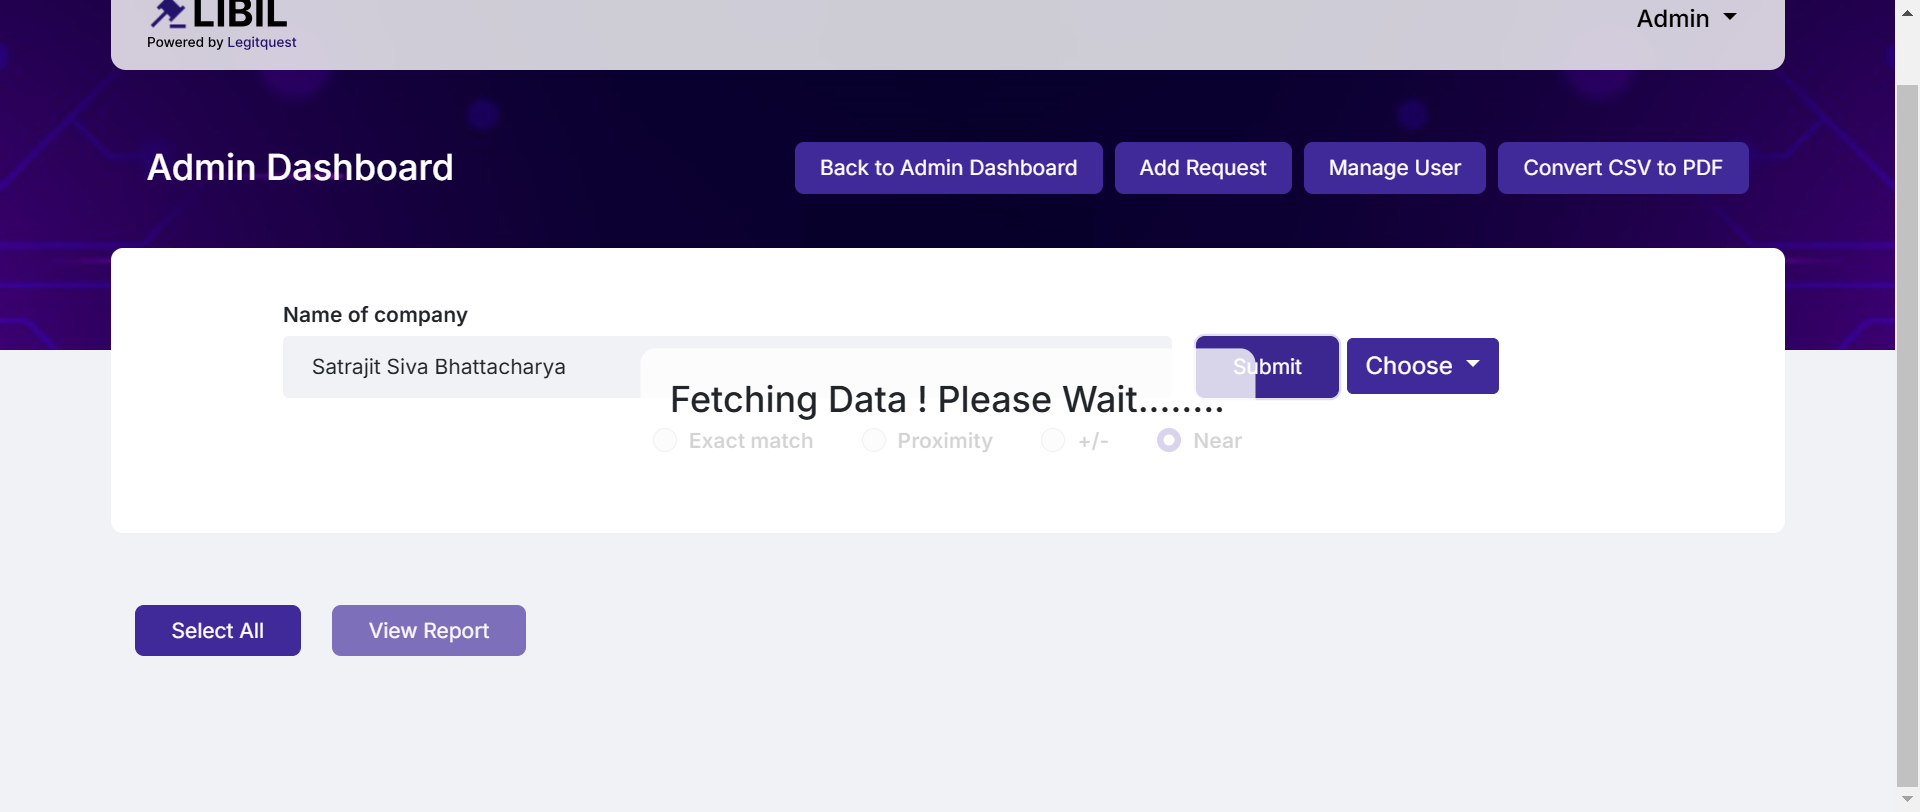 LIBIL
Powered by Legitquest
Admin
Admin Dashboard
Back to Admin Dashboard
Add Request
Manage User
Convert CSV to PDF
Name of company
Satrajit Siva Bhattacharya
Submit
Choose
Fetching Data ! Please Wait........
Exact match
Proximity
+/-
Near
Select All
View Report